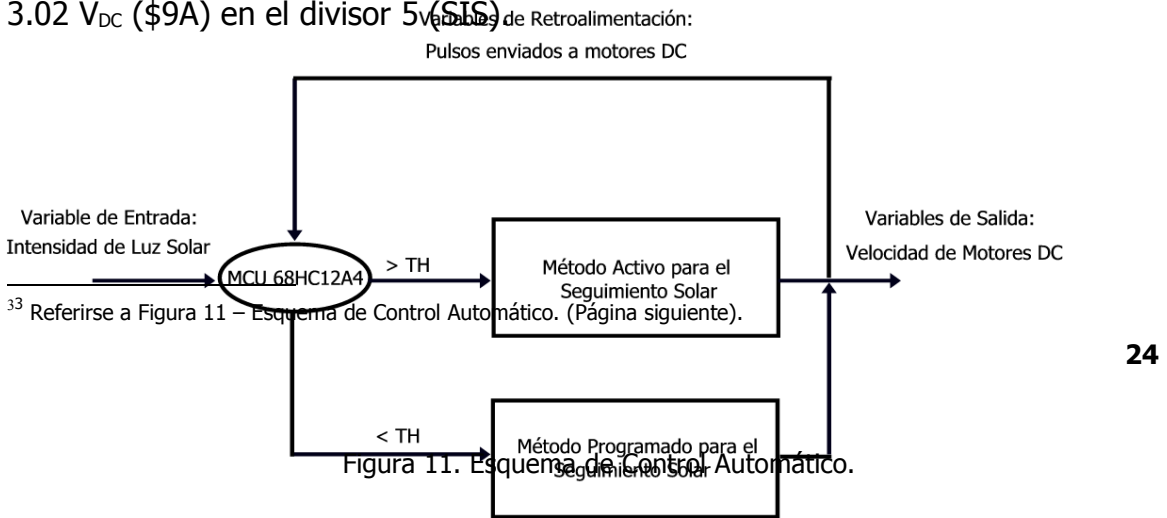 3.02 VDC ($9A) en el divisor 5 (SIS).
Variables de Retroalimentación:
Pulsos enviados a motores DC
Variable de Entrada:
Intensidad de Luz Solar
MCU 68HC12A4
> TH
Método Activo para el
Seguimiento Solar
Variables de Salida:
Velocidad de Motores DC
33 Referirse a Figura 11 – Esquema de Control Automático. (Página siguiente).
24
< TH
Método Programado para el
Seguimiento Solar
Figura 11. Esquema de Control Automático.